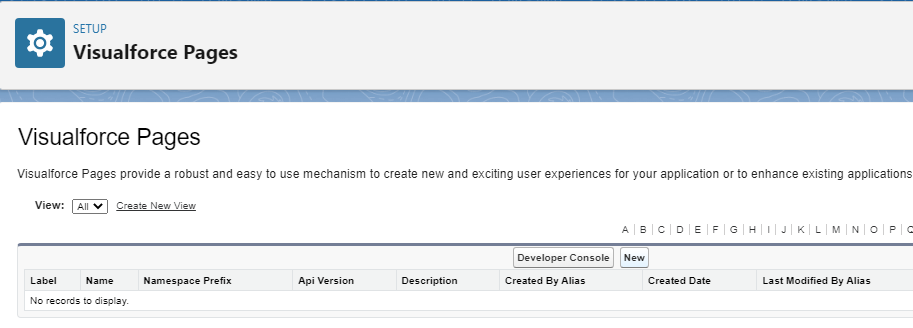 SETUP
Visualforce Pages
Visualforce Pages
Visualforce Pages provide a robust and easy to use mechanism to create new and exciting user experiences for your application or to enhance existing applications
View: All Create New View
A | B | C | D | E | F | G | H | I | J | K | L | M | N | O | P | Q
Developer Console New
Label Name Namespace Prefix Api Version Description Created By Alias Created Date Last Modified By Alias
No records to display.